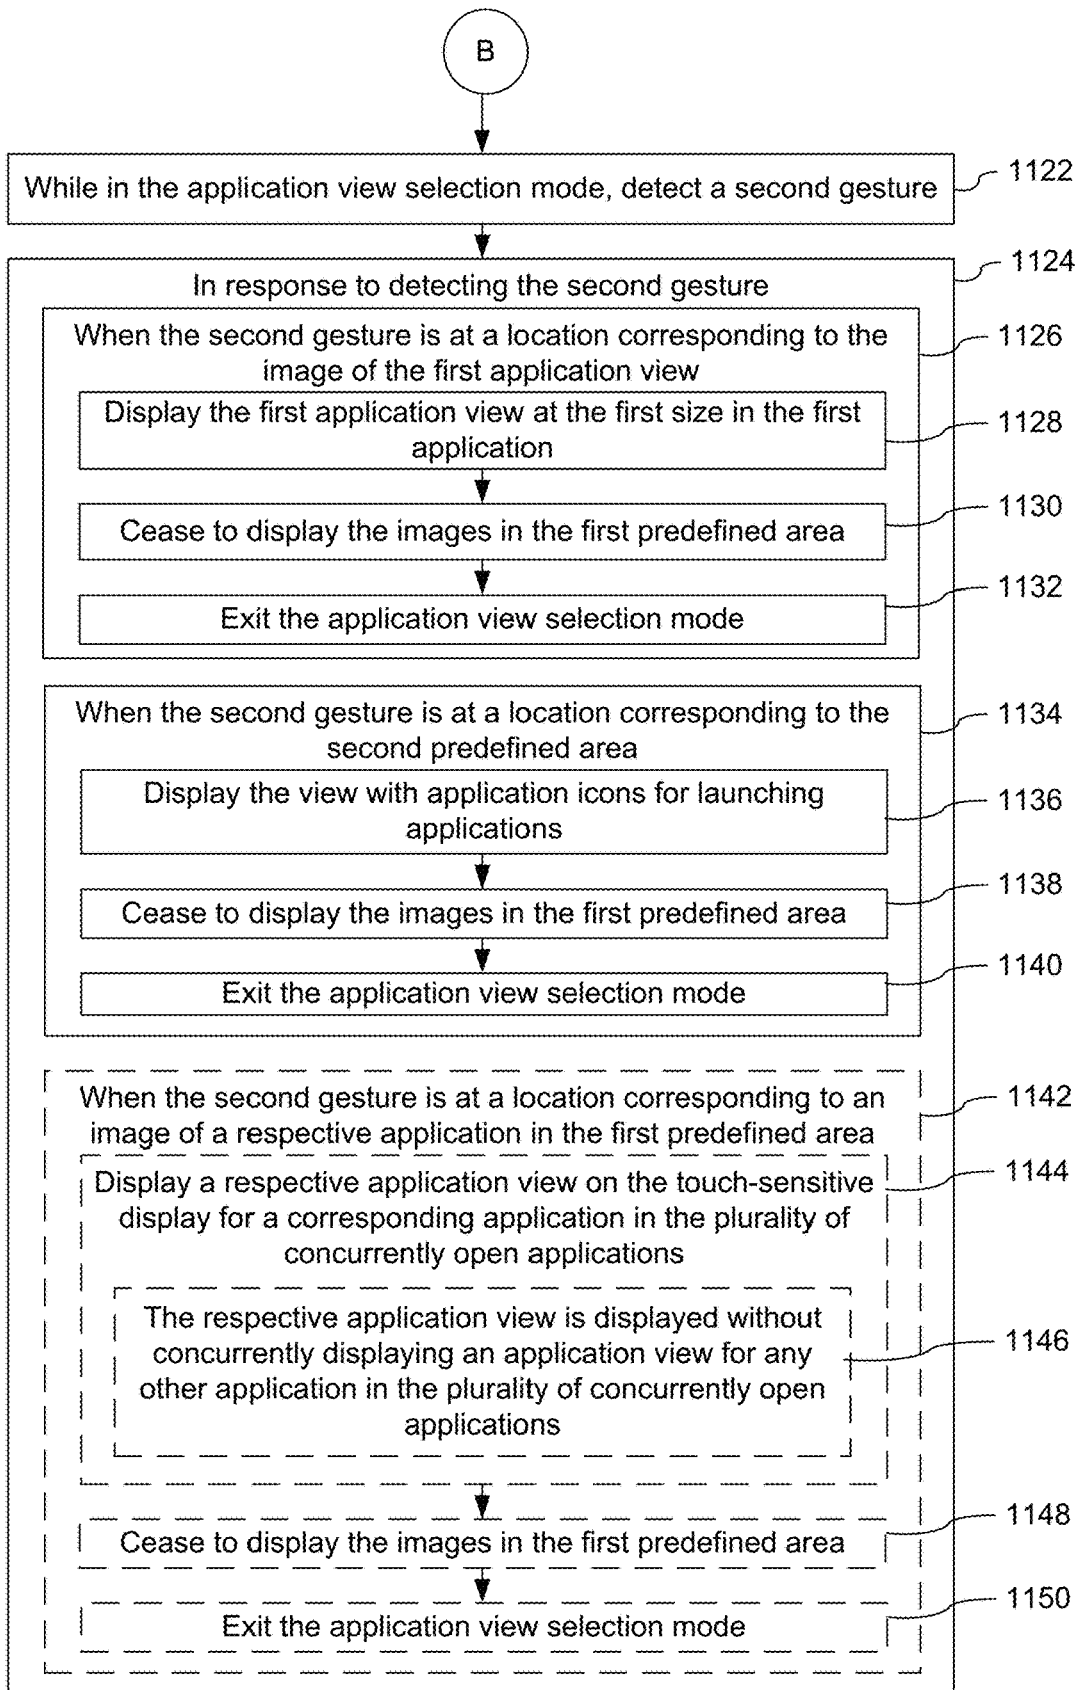 B
While in the application view selection mode, detect a second gesture
1122
1124
In response to detecting the second gesture
When the second gesture is at a location corresponding to the
image of the first application view
1126
Display the first application view at the first size in the first
application
1128
Cease to display the images in the first predefined area
1130
Exit the application view selection mode
1132
When the second gesture is at a location corresponding to the
second predefined area
1134
Display the view with application icons for launching
applications
1136
Cease to display the images in the first predefined area
1138
Exit the application view selection mode
1140
When the second gesture is at a location corresponding to an
image of a respective application in the first predefined area
1142
Display a respective application view on the touch-sensitive
display for a corresponding application in the plurality of
concurrently open applications
1144
The respective application view is displayed without
concurrently displaying an application view for any
other application in the plurality of concurrently open
applications
1146
Cease to display the images in the first predefined area
1148
Exit the application view selection mode
1150